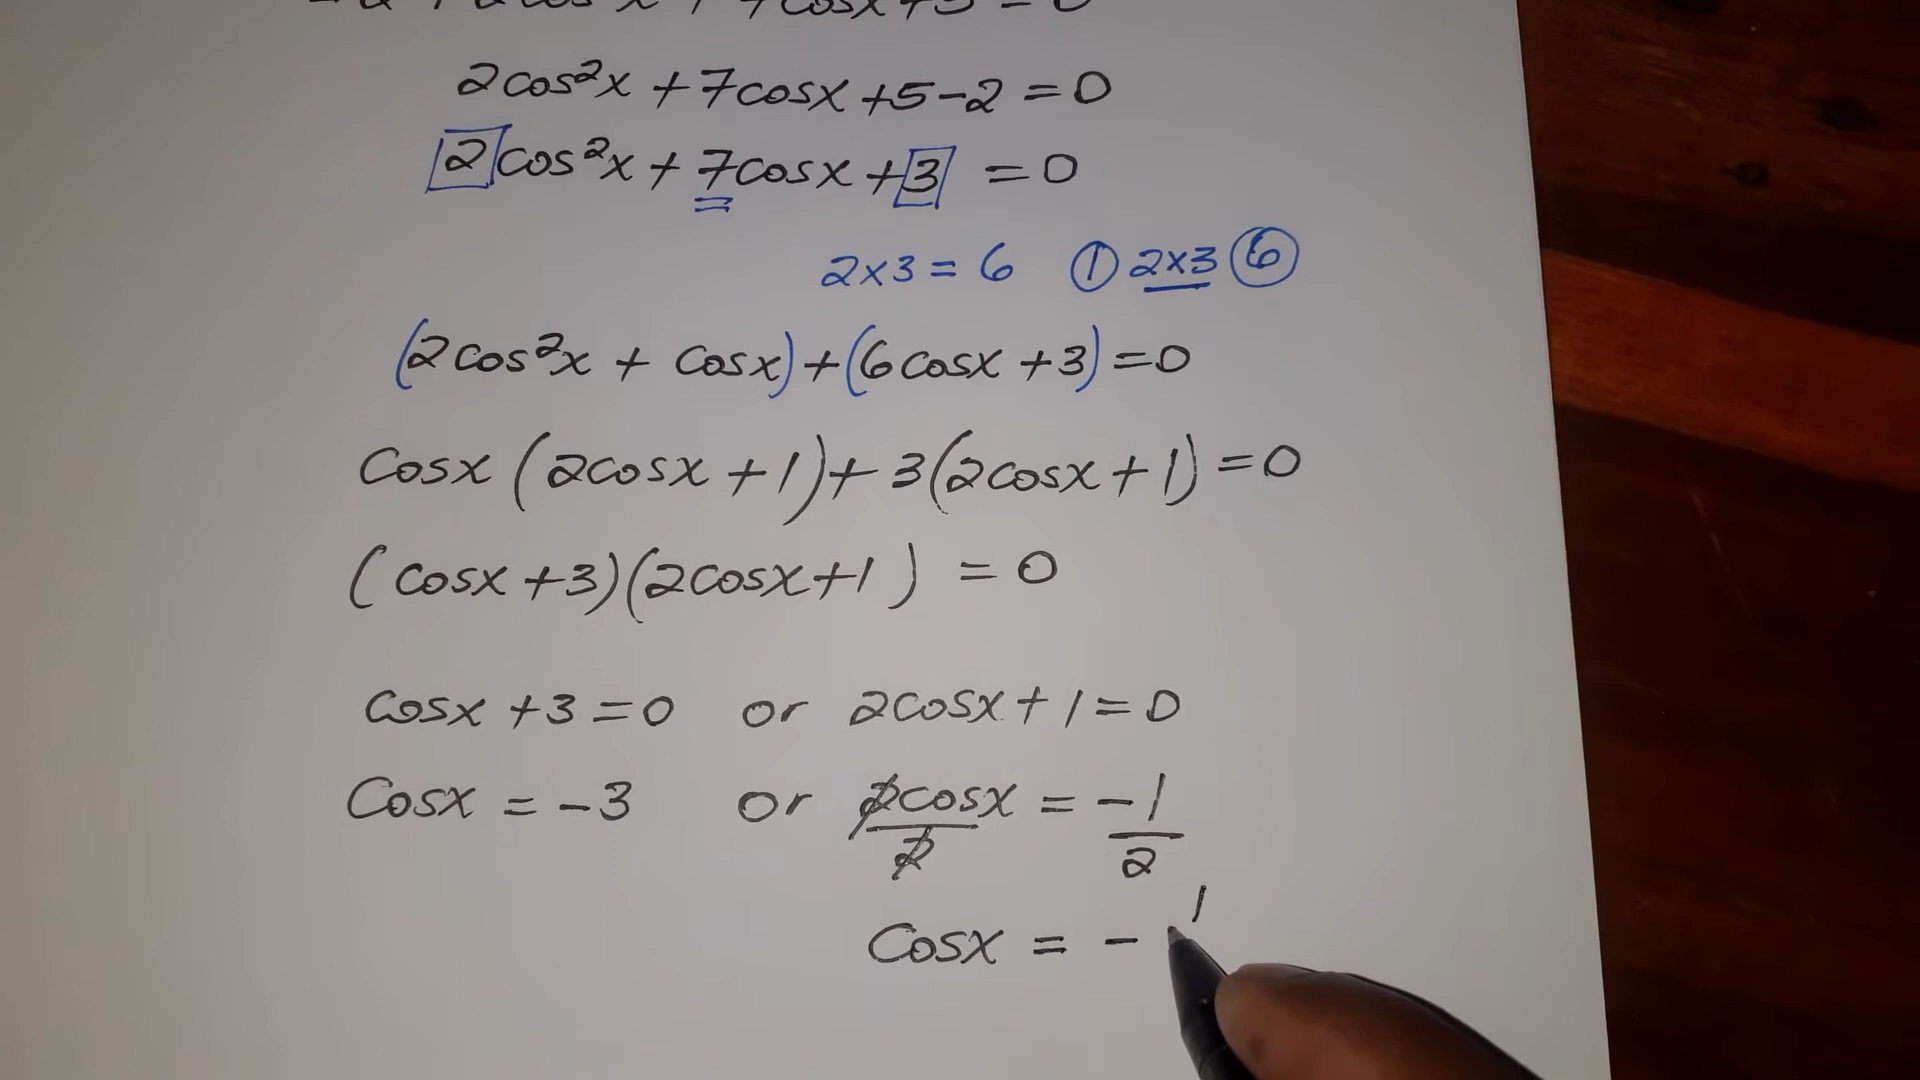 2cos²x + 7cosx + 5 - 2 = 0
2cos²x + 7cosx + 3 = 0
2x3 = 6 1 2x3 6
(2cos²x + cosx) + (6cosx + 3) = 0
cosx (2cosx + 1) + 3(2cosx + 1) = 0
(cosx + 3)(2cosx + 1) = 0
cosx + 3 = 0 or 2cosx + 1 = 0
cosx = -3 or 2cosx/2 = -1/2
cosx = - 1